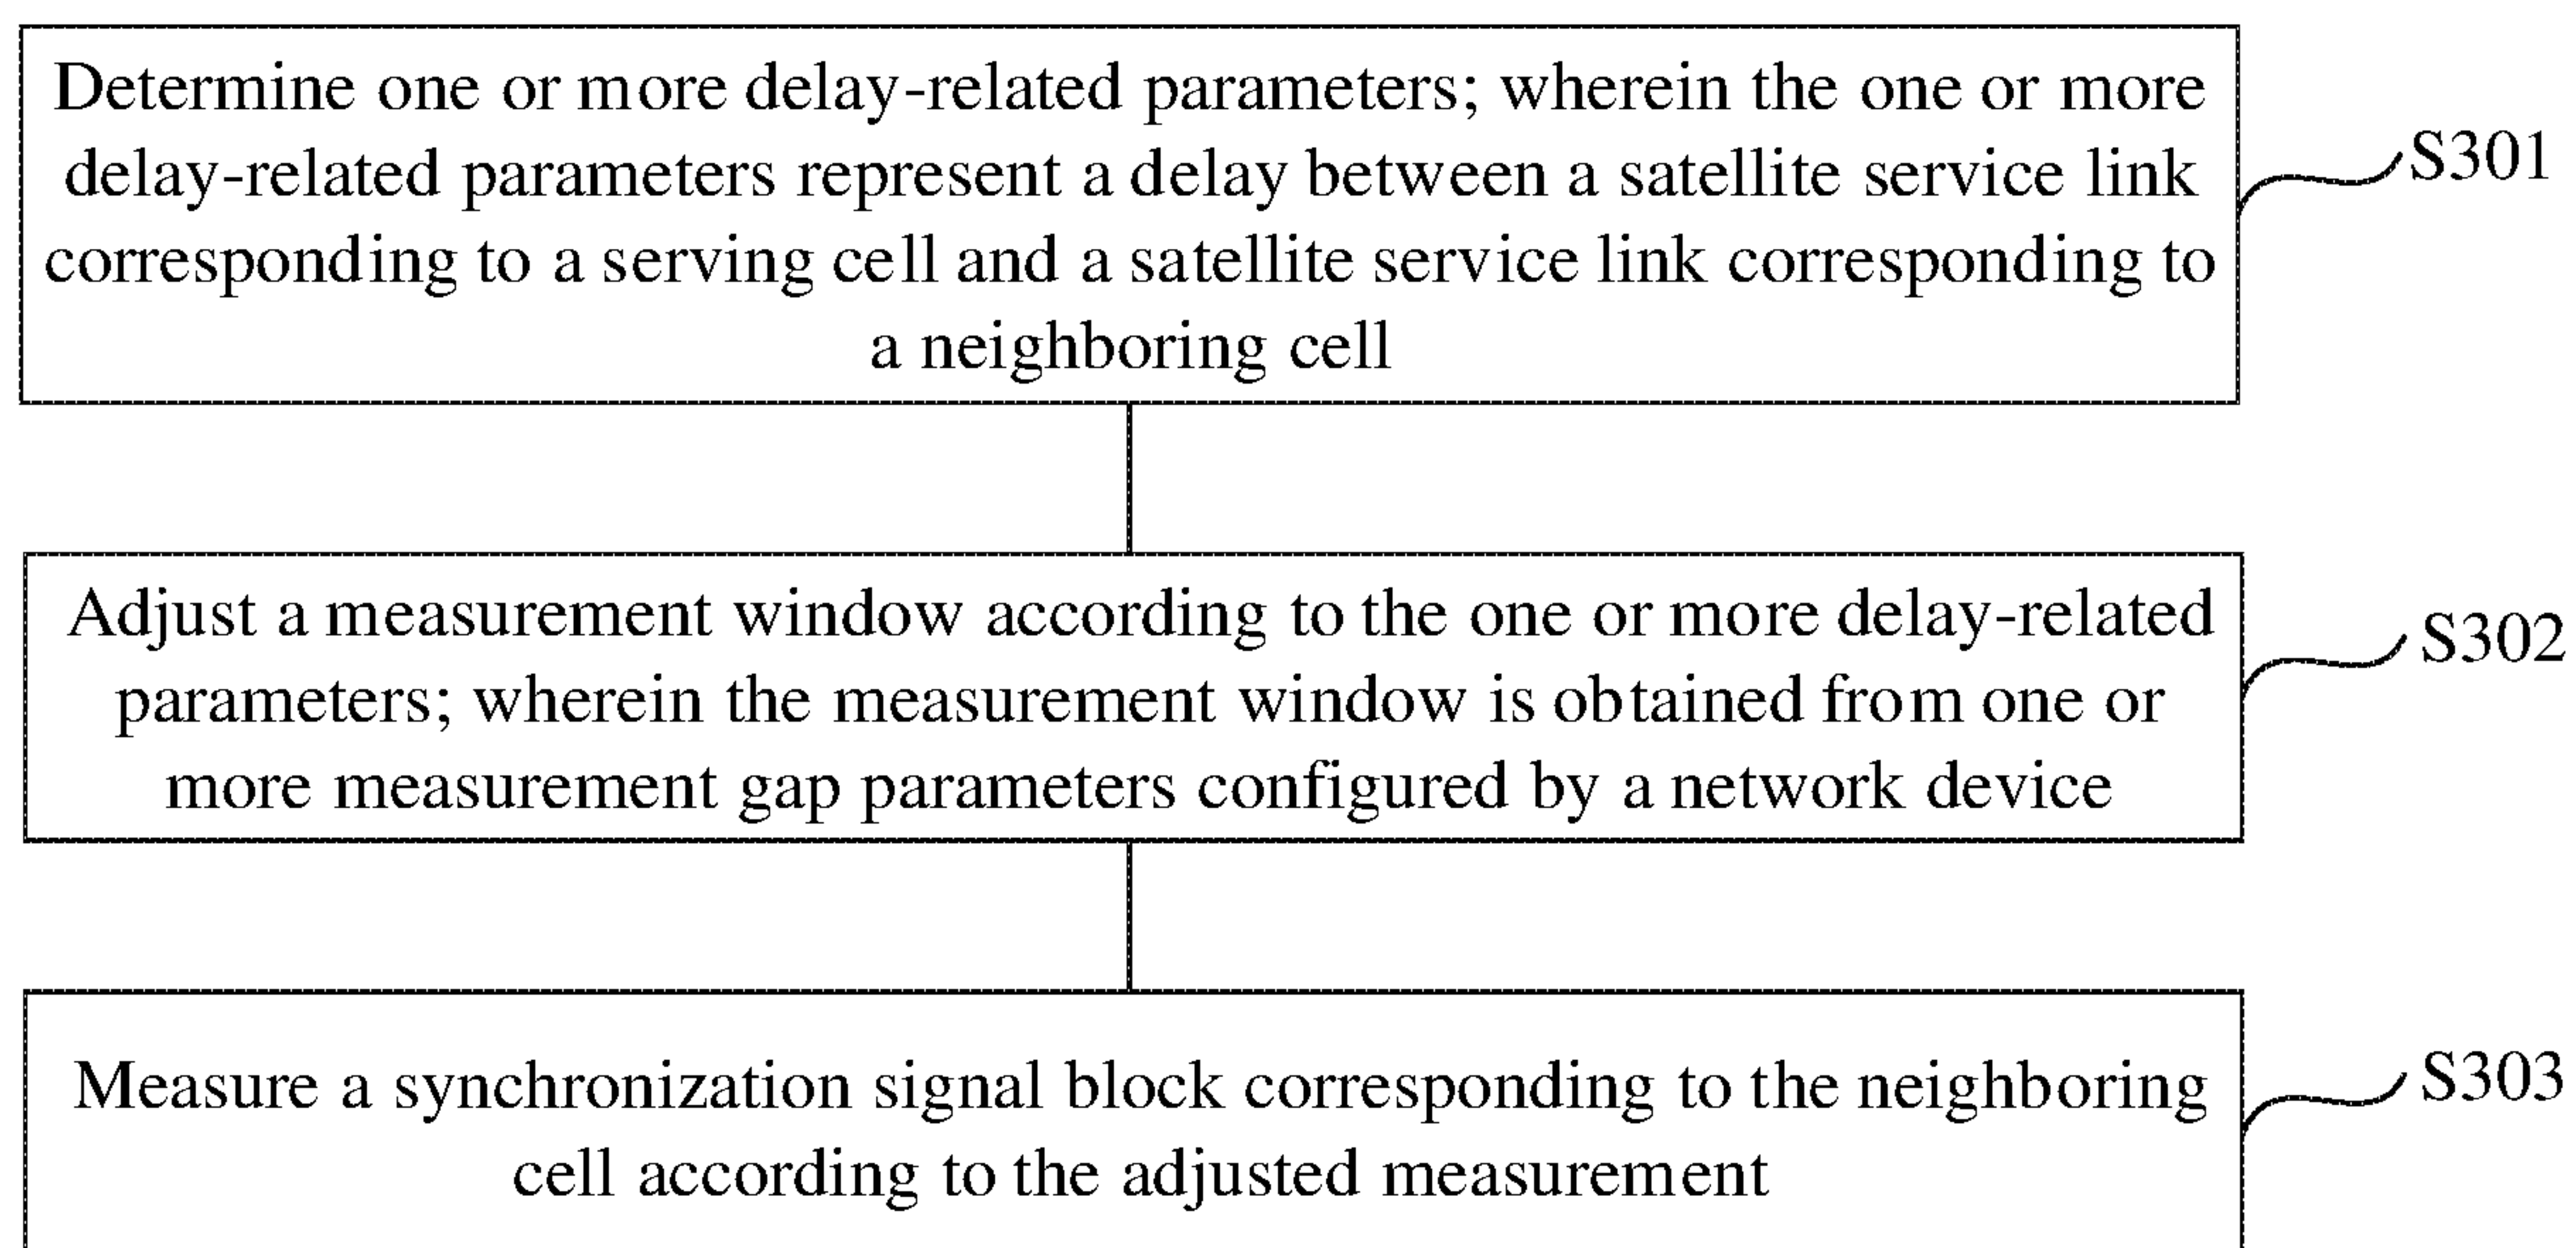 Determine one or more delay-related parameters; wherein the one or more
delay-related parameters represent a delay between a satellite service link
corresponding to a serving cell and a satellite service link corresponding to
a neighboring cell
S301
Adjust a measurement window according to the one or more delay-related
parameters; wherein the measurement window is obtained from one or
more measurement gap parameters configured by a network device
S302
Measure a synchronization signal block corresponding to the neighboring
cell according to the adjusted measurement
S303